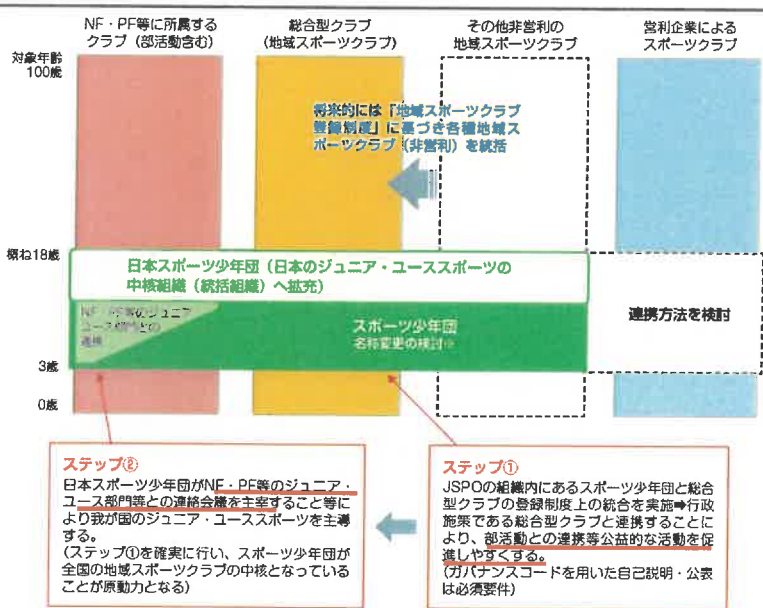 NF・PF等に所属する
クラブ（部活動含む）
総合型クラブ
（地域スポーツクラブ）
その他非営利の
地域スポーツクラブ
営利企業による
スポーツクラブ
対象年齢
100歳
将来的には「地域スポーツクラブ
登録制度」に基づき各種地域ス
ポーツクラブ（非営利）を統括
概ね18歳
日本スポーツ少年団（日本のジュニア・ユーススポーツの
中核組織（統括組織）へ拡充）
NF・PF等のジュニア
ユース部門との
連携
スポーツ少年団
名称変更の検討※
連携方法を検討
3歳
0歳
ステップ②
日本スポーツ少年団がNF・PF等のジュニア・
ユース部門等との連絡会議を主宰すること等に
より我が国のジュニア・ユーススポーツを主導す
る。
（ステップ①を確実に行い、スポーツ少年団が
全国の地域スポーツクラブの中核となっている
ことが原動力となる）
ステップ①
JSPOの組織内にあるスポーツ少年団と総合
型クラブの登録制度上の統合を実施➡行政
施策である総合型クラブと連携することに
より、部活動との連携等公益的な活動を促
進しやすくする。
(ガバナンスコードを用いた自己説明・公表
は必須要件)